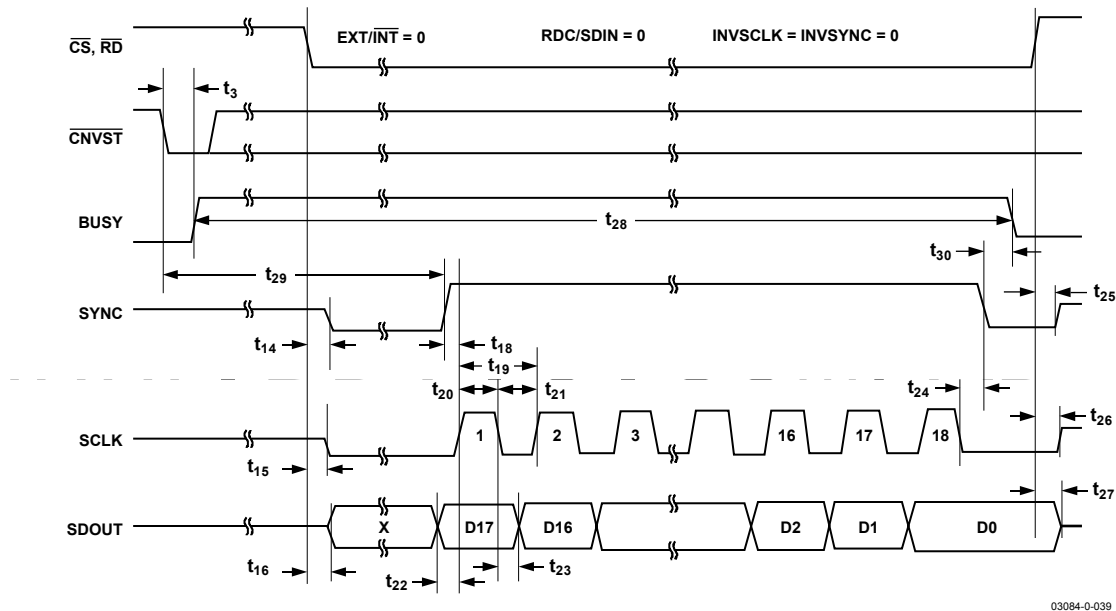 EXT/INT = 0 RDC/SDIN = 0 INVSCLK = INVSYNC = 0
CS, RD
t3
CNVST
BUSY
t28
t30
t29
t25
SYNC
t14
t18
t19
t20
t21
t24
t26
SCLK
1 2 3 16 17 18
t15
t27
SDOUT
X D17 D16 D2 D1 D0
t16
t22
t23
03084-0-039